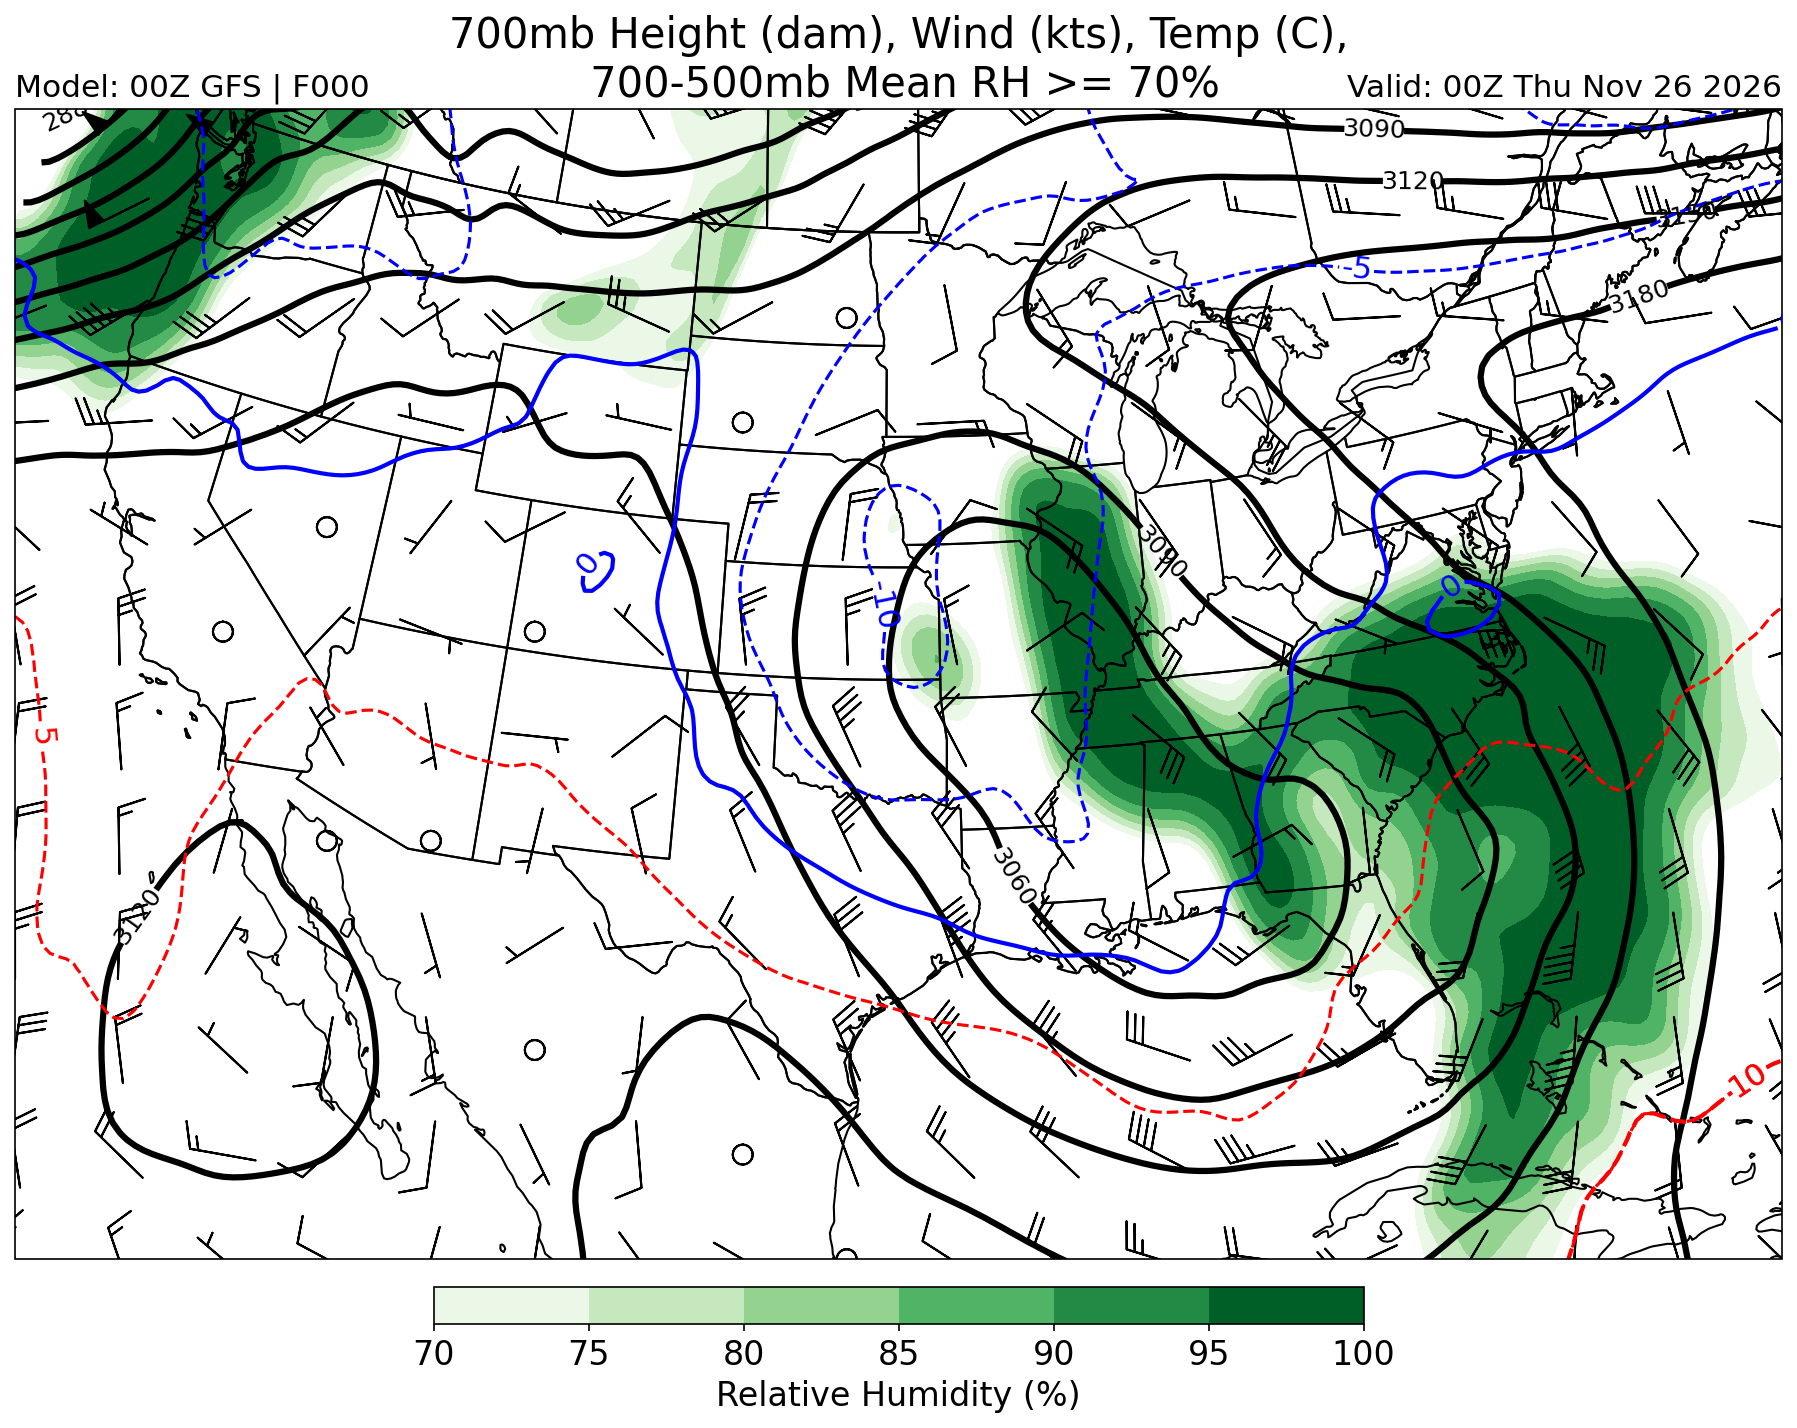 700mb Height (dam), Wind (kts), Temp (C),
700-500mb Mean RH >= 70%
Model: 00Z GFS | F000
Valid: 00Z Thu Nov 26 2026
3090
3120
3150
3180
-5
0
3090
0
-10
5
3120
3060
10
70 75 80 85 90 95 100
Relative Humidity (%)